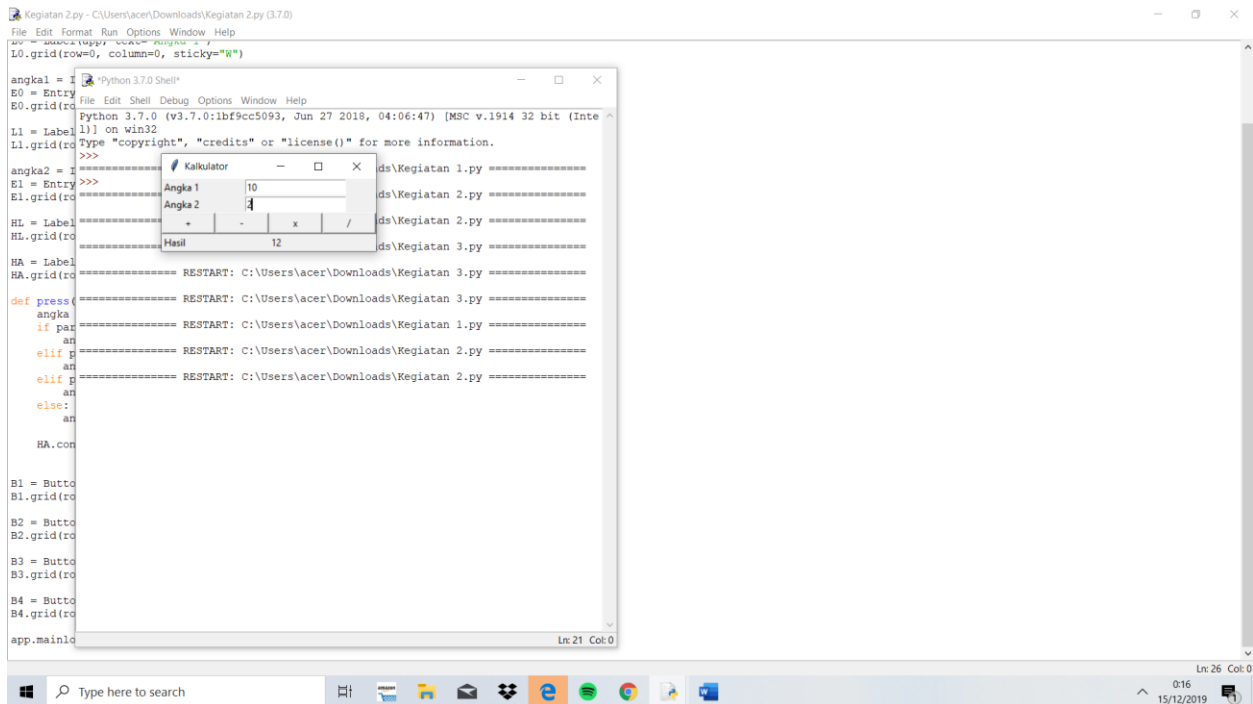 Kegiatan 2.py - C:\Users\acer\Downloads\Kegiatan 2.py (3.7.0)
File Edit Format Run Options Window Help
L0 = Label(app, text="Angka 1")
L0.grid(row=0, column=0, sticky="W")
angka1 = I
E0 = Entry
E0.grid(ro
L1 = Label
L1.grid(ro
angka2 = I
E1 = Entry
E1.grid(ro
HL = Label
HL.grid(ro
HA = Label
HA.grid(ro
def press(
angka
if par
an
elif p
an
elif p
an
else:
an
HA.con
B1 = Butto
B1.grid(ro
B2 = Butto
B2.grid(ro
B3 = Butto
B3.grid(ro
B4 = Butto
B4.grid(ro
app.mainlo
*Python 3.7.0 Shell*
File Edit Shell Debug Options Window Help
Python 3.7.0 (v3.7.0:1bf9cc5093, Jun 27 2018, 04:06:47) [MSC v.1914 32 bit (Inte
l)] on win32
Type "copyright", "credits" or "license()" for more information.
>>>
============= ds\Kegiatan 1.py ===============
>>>
============= ds\Kegiatan 2.py ===============
============= ds\Kegiatan 2.py ===============
============= ds\Kegiatan 3.py ===============
=============== RESTART: C:\Users\acer\Downloads\Kegiatan 3.py ===============
=============== RESTART: C:\Users\acer\Downloads\Kegiatan 3.py ===============
=============== RESTART: C:\Users\acer\Downloads\Kegiatan 1.py ===============
=============== RESTART: C:\Users\acer\Downloads\Kegiatan 2.py ===============
=============== RESTART: C:\Users\acer\Downloads\Kegiatan 2.py ===============
Ln: 21 Col: 0
Kalkulator
Angka 1 10
Angka 2 2
+ - x /
Hasil 12
Ln: 26 Col: 0
Type here to search
amazon
0:16
15/12/2019
1